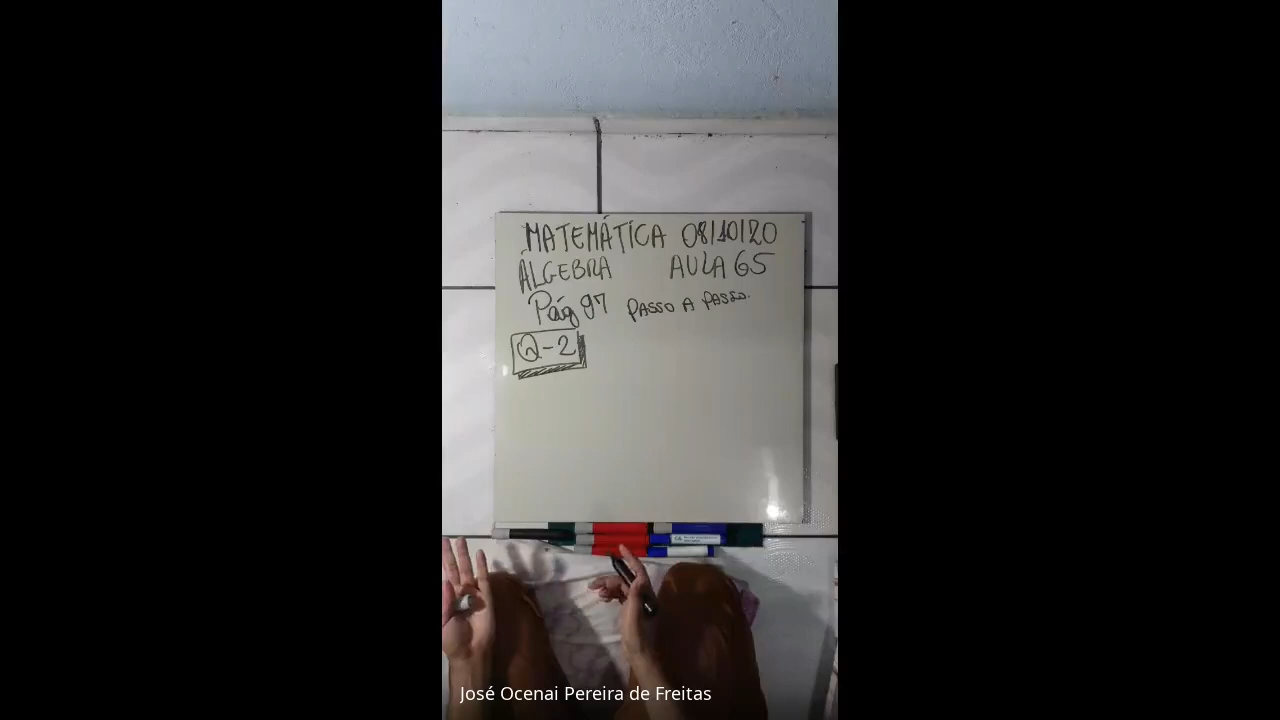 MATEMÁTICA 08/10/20
ÁLGEBRA AULA 65
Pág 97 PASSO A PASSO.
Q-2
José Ocenai Pereira de Freitas